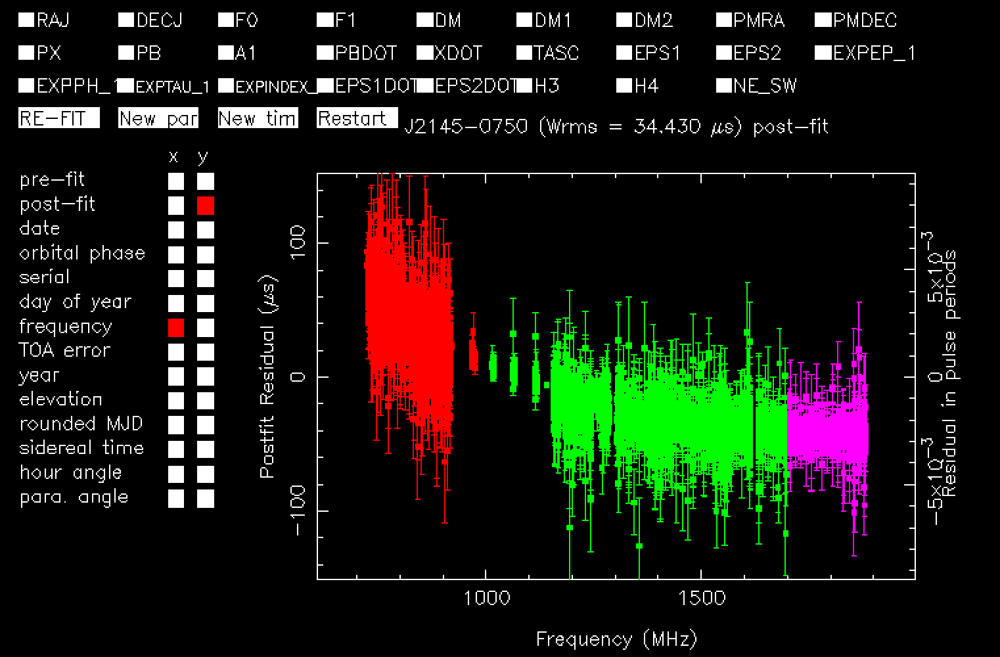 RAJ DECJ F0 F1 DM DM1 DM2 PMRA PMDEC
PX PB A1 PBDOT XDOT TASC EPS1 EPS2 EXPEP_1
EXPPH_1 EXPTAU_1 EXPINDEX_ EPS1DOT EPS2DOT H3 H4 NE_SW
RE-FIT New par New tim Restart
J2145-0750 (Wrms = 34.430 μs) post-fit
x y
pre-fit
post-fit
date
orbital phase
serial
day of year
frequency
TOA error
year
elevation
rounded MJD
sidereal time
hour angle
para. angle
Postfit Residual (μs)
100
0
-100
5×10-3
0
-5×10-3
Residual in pulse periods
1000 1500
Frequency (MHz)